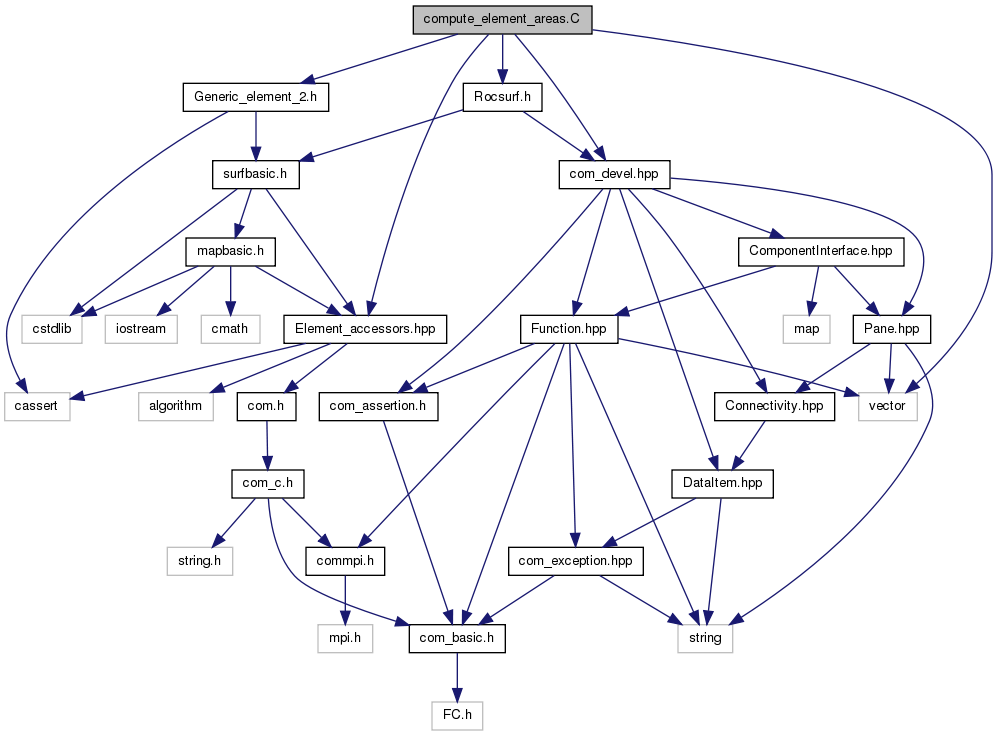 compute_element_areas.C
Generic_element_2.h
Rocsurf.h
surfbasic.h
com_devel.hpp
mapbasic.h
ComponentInterface.hpp
cstdlib
iostream
cmath
Element_accessors.hpp
Function.hpp
map
Pane.hpp
cassert
algorithm
com.h
com_assertion.h
Connectivity.hpp
vector
com_c.h
DataItem.hpp
string.h
commpi.h
com_exception.hpp
mpi.h
com_basic.h
string
FC.h